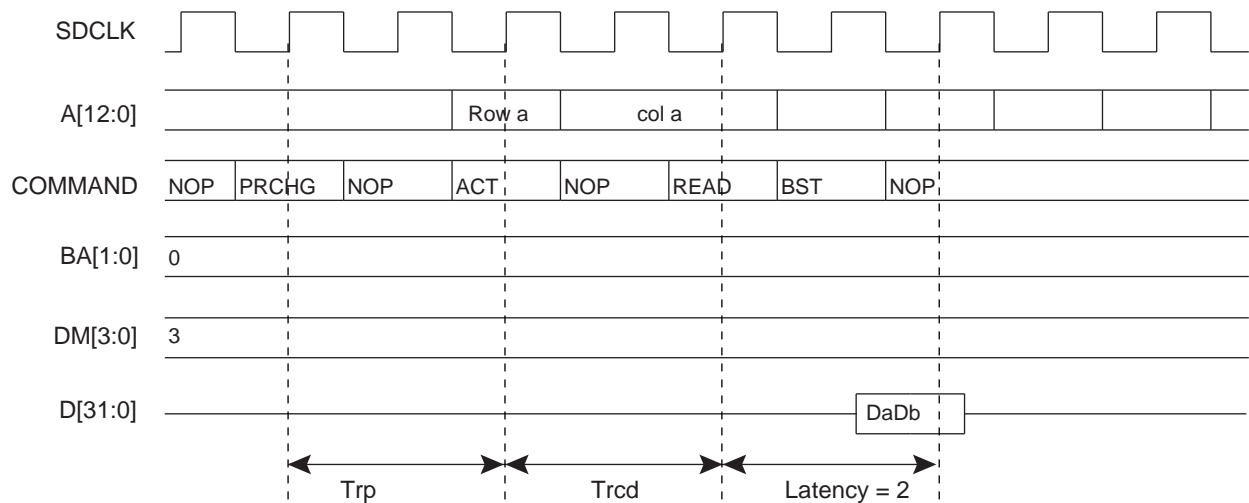 SDCLK
A[12:0] Row a col a
COMMAND NOP PRCHG NOP ACT NOP READ BST NOP
BA[1:0] 0
DM[3:0] 3
D[31:0] DaDb
Trp Trcd Latency = 2